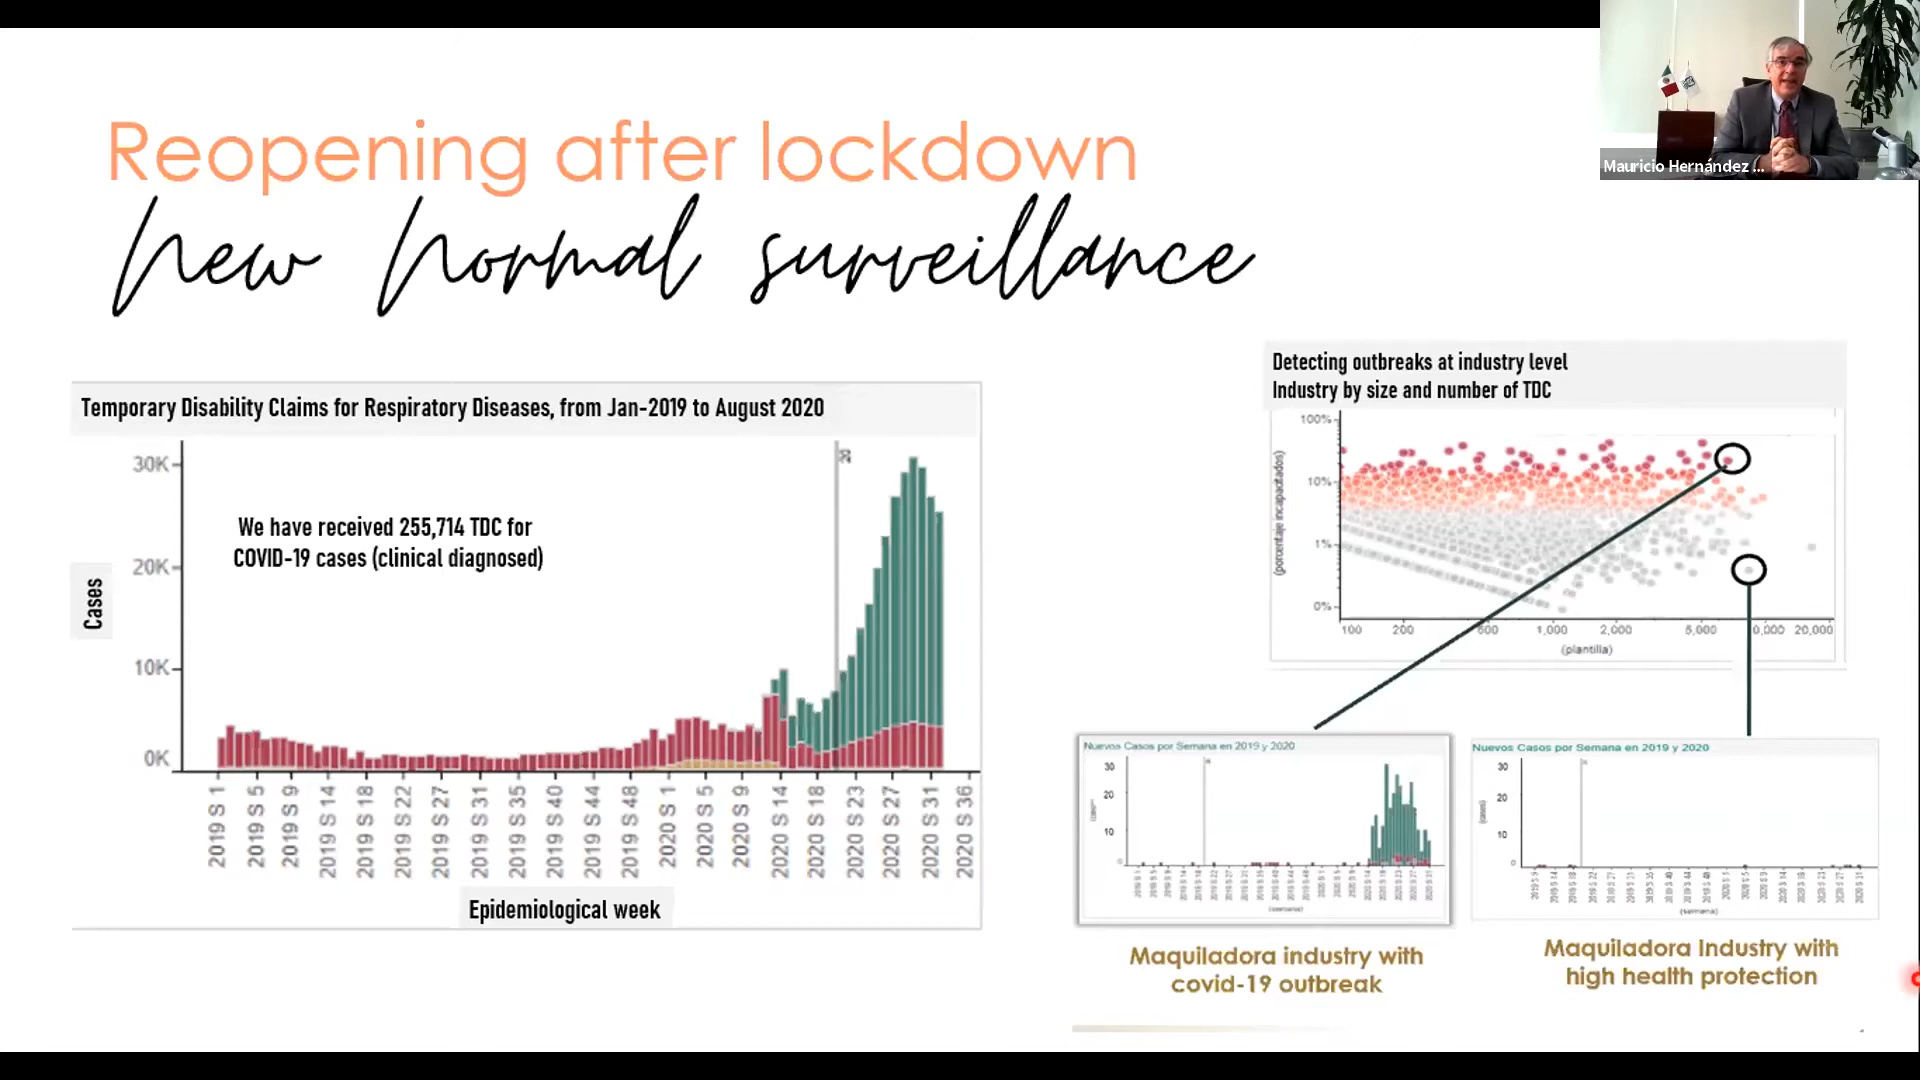 Mauricio Hernández ...
Reopening after lockdown
New Normal surveillance
Temporary Disability Claims for Respiratory Diseases, from Jan-2019 to August 2020
30K
20K
10K
0K
20
We have received 255,714 TDC for
COVID-19 cases (clinical diagnosed)
Cases
2019 S 1
2019 S 5
2019 S 9
2019 S 14
2019 S 18
2019 S 22
2019 S 27
2019 S 31
2019 S 35
2019 S 40
2019 S 44
2019 S 48
2020 S 1
2020 S 5
2020 S 9
2020 S 14
2020 S 18
2020 S 23
2020 S 27
2020 S 31
2020 S 36
Epidemiological week
Detecting outbreaks at industry level
Industry by size and number of TDC
100%
10%
1%
0%
(porcentaje incapacitados)
100 200 500 1,000 2,000 5,000 0,000 20,000
(plantilla)
Nuevos Casos por Semana en 2019 y 2020
30
20
10
0
(semana)
Maquiladora industry with
covid-19 outbreak
Nuevos Casos por Semana en 2019 y 2020
30
20
10
0
(casos)
(semana)
Maquiladora Industry with
high health protection